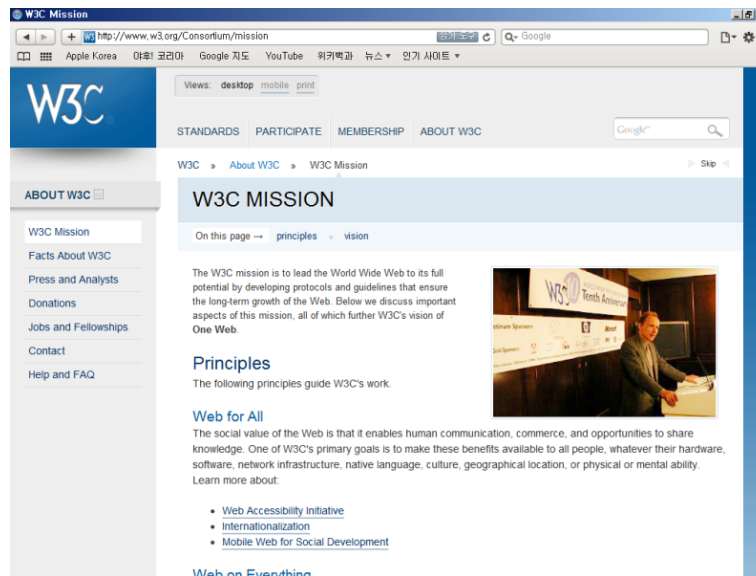 W3C Mission
http://www.w3.org/Consortium/mission
Google
Apple Korea 야후! 코리아 Google 지도 YouTube 위키백과 뉴스 인기 사이트
W3C
Views: desktop mobile print
STANDARDS PARTICIPATE MEMBERSHIP ABOUT W3C
Google
W3C » About W3C » W3C Mission
Skip
ABOUT W3C
W3C Mission
Facts About W3C
Press and Analysts
Donations
Jobs and Fellowships
Contact
Help and FAQ
W3C MISSION
On this page → principles vision
The W3C mission is to lead the World Wide Web to its full
potential by developing protocols and guidelines that ensure
the long-term growth of the Web. Below we discuss important
aspects of this mission, all of which further W3C's vision of
One Web.
W3C
Tenth Anniversary
Principles
The following principles guide W3C's work.
Web for All
The social value of the Web is that it enables human communication, commerce, and opportunities to share
knowledge. One of W3C's primary goals is to make these benefits available to all people, whatever their hardware,
software, network infrastructure, native language, culture, geographical location, or physical or mental ability.
Learn more about:
• Web Accessibility Initiative
• Internationalization
• Mobile Web for Social Development
Web on Everything